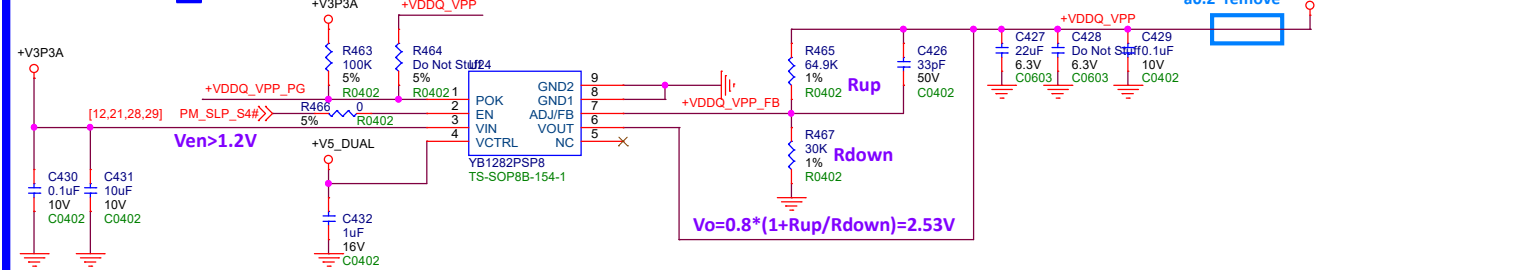 +V3P3A
+VDDQ_VPP
a0.2 remove
+V3P3A
R463
100K
5%
R0402
R464
Do Not Stuff
5%
R0402
U24
+VDDQ_VPP_PG
[12,21,28,29]
PM_SLP_S4#
R466
0
5%
R0402
Ven>1.2V
1
2
3
4
POK
EN
VIN
VCTRL
GND2
GND1
ADJ/FB
VOUT
NC
9
8
7
6
5
YB1282PSP8
TS-SOP8B-154-1
+V5_DUAL
C430
0.1uF
10V
C0402
C431
10uF
10V
C0402
C432
1uF
16V
C0402
+VDDQ_VPP_FB
R465
64.9K
1%
R0402
Rup
C426
33pF
50V
C0402
R467
30K
1%
R0402
Rdown
Vo=0.8*(1+Rup/Rdown)=2.53V
+VDDQ_VPP
C427
22uF
6.3V
C0603
C428
Do Not Stuff
6.3V
C0603
C429
0.1uF
10V
C0402